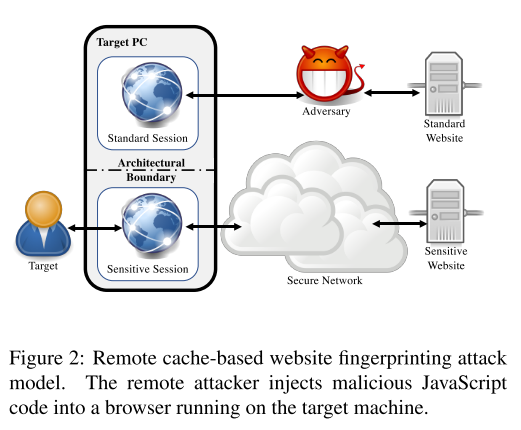 Target PC
Standard Session
Adversary
Standard
Website
Architectural
Boundary
Target
Sensitive Session
Secure Network
Sensitive
Website
Figure 2: Remote cache-based website fingerprinting attack
model. The remote attacker injects malicious JavaScript
code into a browser running on the target machine.